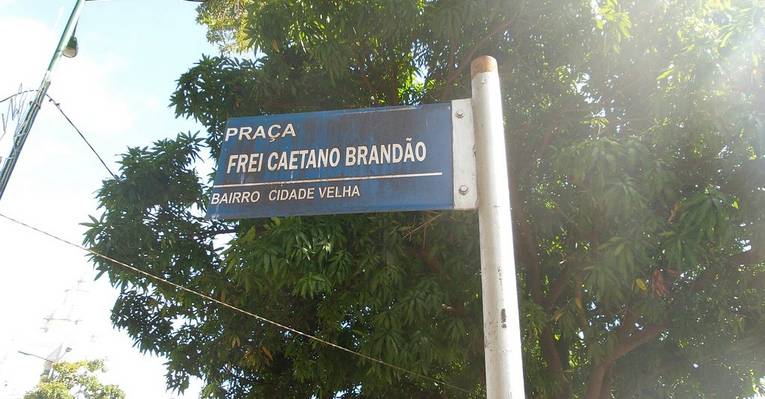 PRAÇA
FREI CAETANO BRANDÃO
BAIRRO CIDADE VELHA